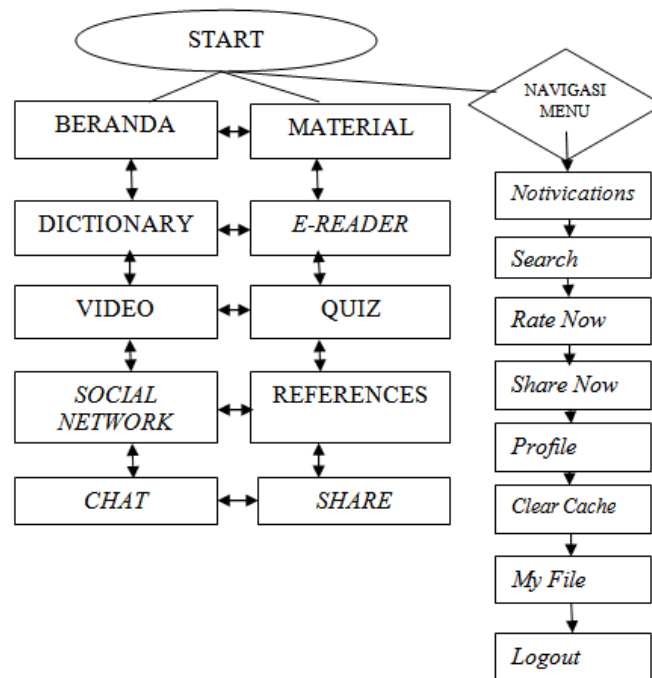 START
NAVIGASI
MENU
BERANDA
MATERIAL
DICTIONARY
E-READER
VIDEO
QUIZ
SOCIAL
NETWORK
REFERENCES
CHAT
SHARE
Notivications
Search
Rate Now
Share Now
Profile
Clear Cache
My File
Logout